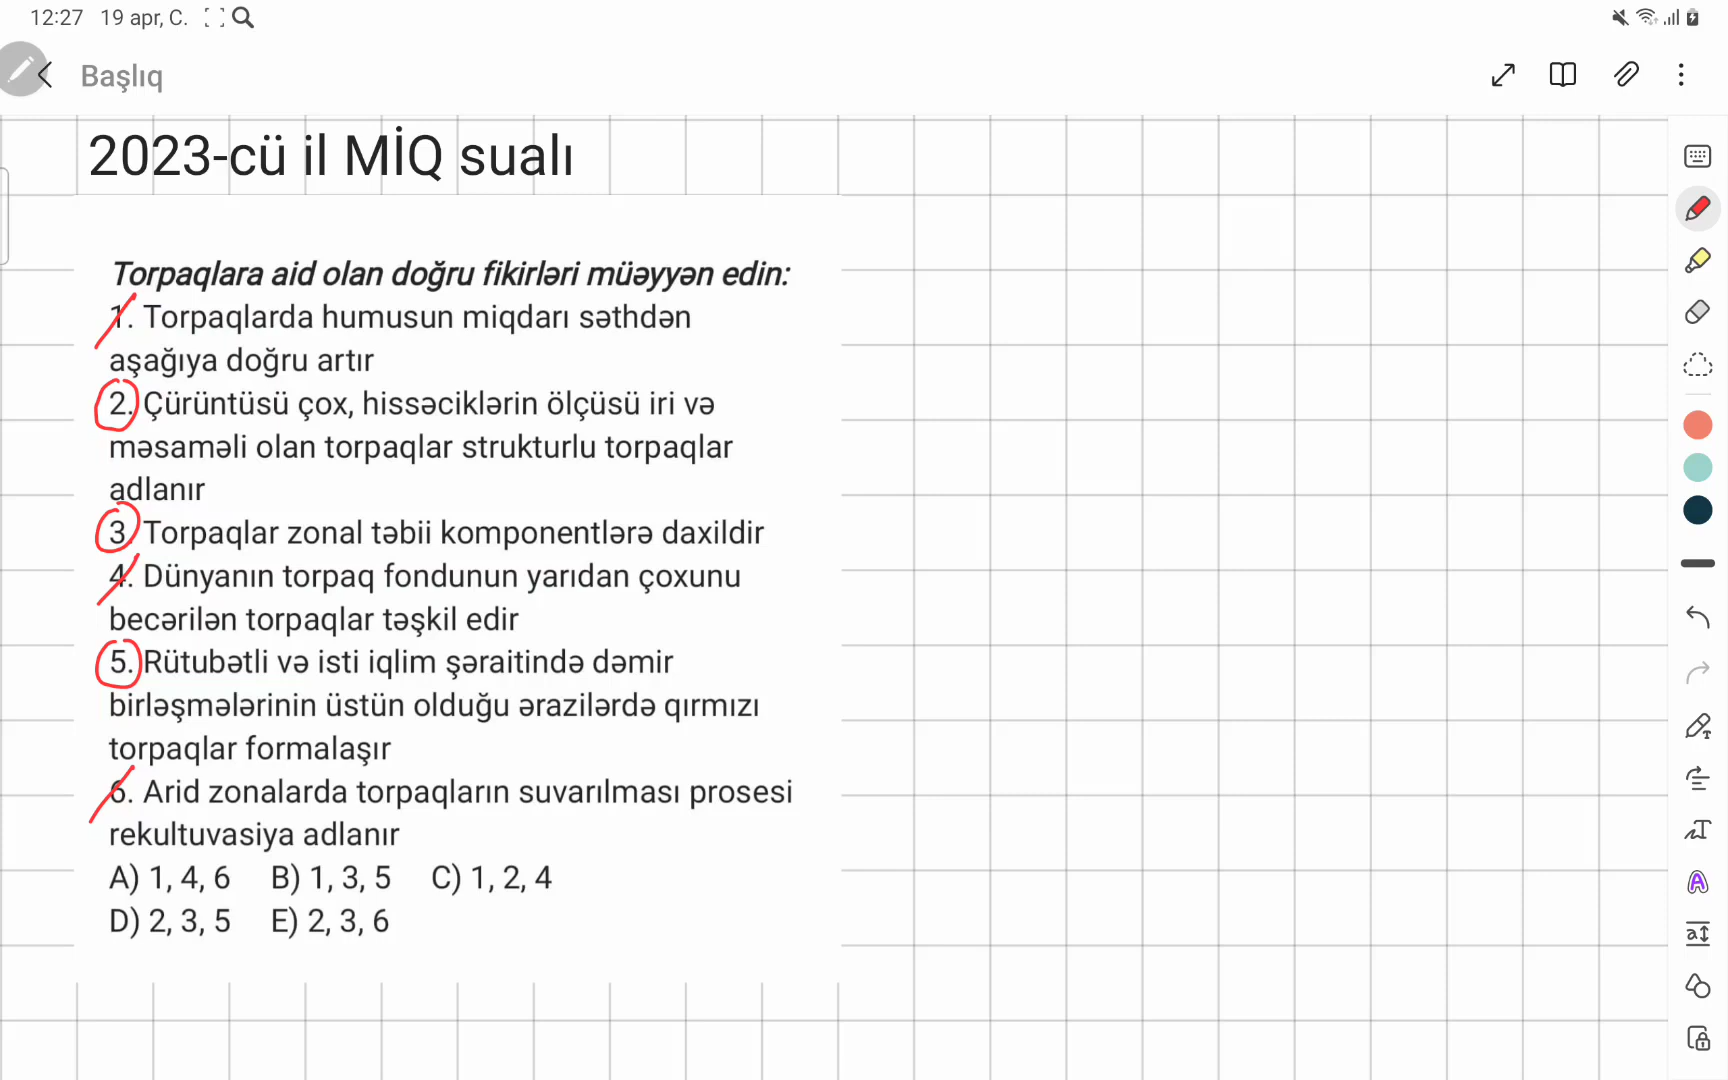 12:27 19 apr, C.
Başlıq
2023-cü il MİQ sualı
Torpaqlara aid olan doğru fikirləri müəyyən edin:
1. Torpaqlarda humusun miqdarı səthdən
aşağıya doğru artır
2. Çürüntüsü çox, hissəciklərin ölçüsü iri və
məsaməli olan torpaqlar strukturlu torpaqlar
adlanır
3. Torpaqlar zonal təbii komponentlərə daxildir
4. Dünyanın torpaq fondunun yarıdan çoxunu
becərilən torpaqlar təşkil edir
5. Rütubətli və isti iqlim şəraitində dəmir
birləşmələrinin üstün olduğu ərazilərdə qırmızı
torpaqlar formalaşır
6. Arid zonalarda torpaqların suvarılması prosesi
rekultuvasiya adlanır
A) 1, 4, 6 B) 1, 3, 5 C) 1, 2, 4
D) 2, 3, 5 E) 2, 3, 6